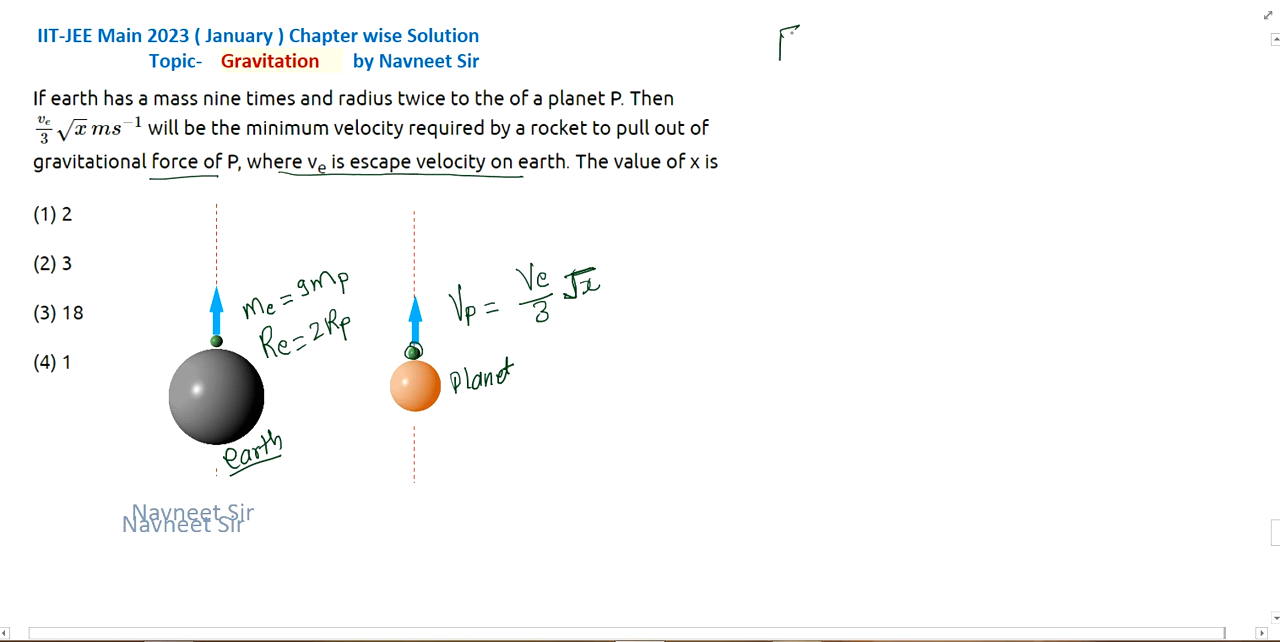 IIT-JEE Main 2023 ( January ) Chapter wise Solution
Topic- Gravitation by Navneet Sir
If earth has a mass nine times and radius twice to the of a planet P. Then
vₑ/3 √x ms⁻¹ will be the minimum velocity required by a rocket to pull out of
gravitational force of P, where vₑ is escape velocity on earth. The value of x is
(1) 2
(2) 3
(3) 18
(4) 1
me = 9mp
Re = 2Rp
Vp = Ve/3 √x
Planet
earth
Navneet Sir
Navneet Sir